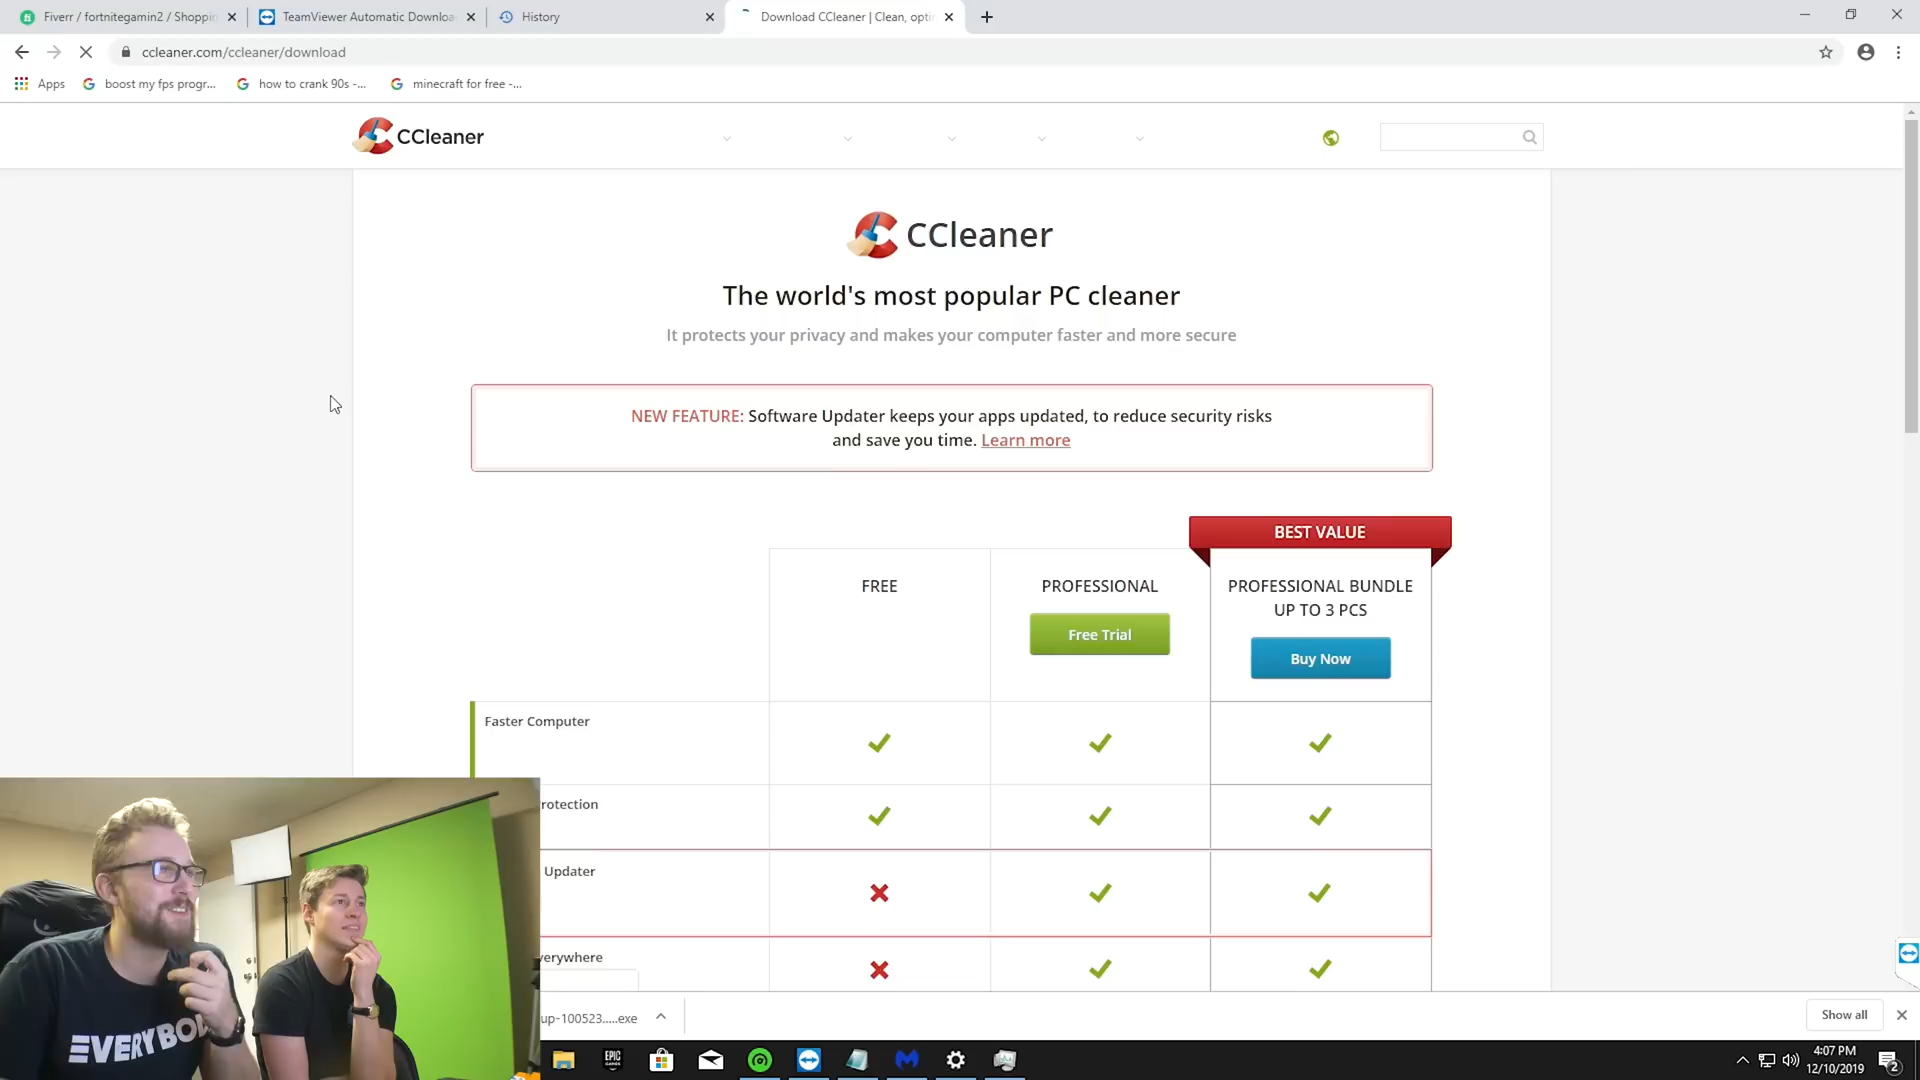 Fiverr / fortnitegamin2 / Shoppin
TeamViewer Automatic Downloa
History
Download CCleaner | Clean, opti
ccleaner.com/ccleaner/download
Apps
boost my fps progr...
how to crank 90s -...
minecraft for free -...
CCleaner
CCleaner
The world's most popular PC cleaner
It protects your privacy and makes your computer faster and more secure
NEW FEATURE: Software Updater keeps your apps updated, to reduce security risks
and save you time. Learn more
BEST VALUE
FREE
PROFESSIONAL
PROFESSIONAL BUNDLE
UP TO 3 PCS
Free Trial
Buy Now
Faster Computer
rotection
Updater
verywhere
EVERYBO
up-100523.....exe
Show all
EPIC
GAMES
4:07 PM
12/10/2019
2